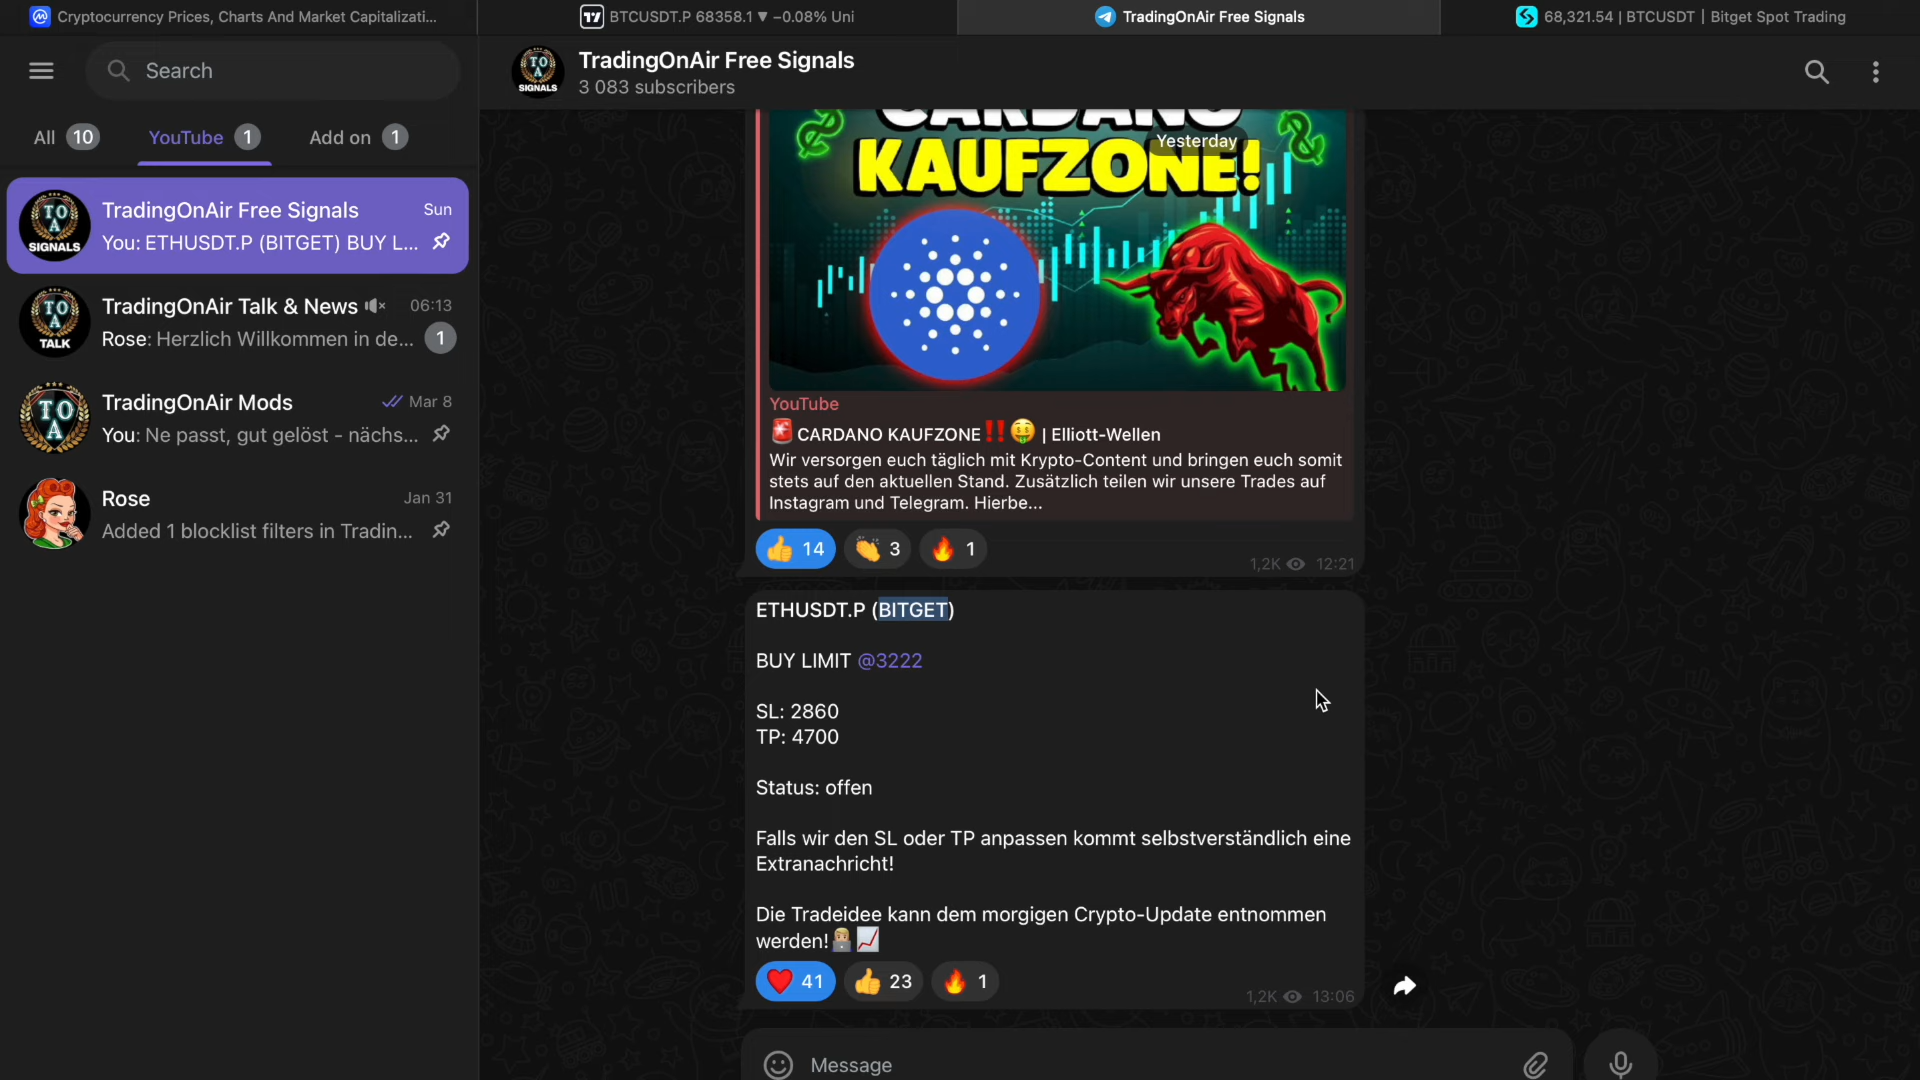 Cryptocurrency Prices, Charts And Market Capitalizati...
BTCUSDT.P 68358.1 ▼ −0.08% Uni
TradingOnAir Free Signals
68,321.54 | BTCUSDT | Bitget Spot Trading
Search
All 10
YouTube 1
Add on 1
TradingOnAir Free Signals
3 083 subscribers
TO
A
SIGNALS
TradingOnAir Free Signals Sun
You: ETHUSDT.P (BITGET) BUY L...
TO
A
SIGNALS
TradingOnAir Talk & News 06:13
Rose: Herzlich Willkommen in de... 1
TO
A
TALK
TradingOnAir Mods Mar 8
You: Ne passt, gut gelöst - nächs...
TO
A
Rose Jan 31
Added 1 blocklist filters in Tradin...
CARDANO
Yesterday
KAUFZONE!
YouTube
🚨 CARDANO KAUFZONE‼️🤑 | Elliott-Wellen
Wir versorgen euch täglich mit Krypto-Content und bringen euch somit
stets auf den aktuellen Stand. Zusätzlich teilen wir unsere Trades auf
Instagram und Telegram. Hierbe...
👍 14 👏 3 🔥 1
1,2K 12:21
ETHUSDT.P (BITGET)
BUY LIMIT @3222
SL: 2860
TP: 4700
Status: offen
Falls wir den SL oder TP anpassen kommt selbstverständlich eine
Extranachricht!
Die Tradeidee kann dem morgigen Crypto-Update entnommen
werden!👨🏼‍💻📈
❤️ 41 👍 23 🔥 1
1,2K 13:06
Message